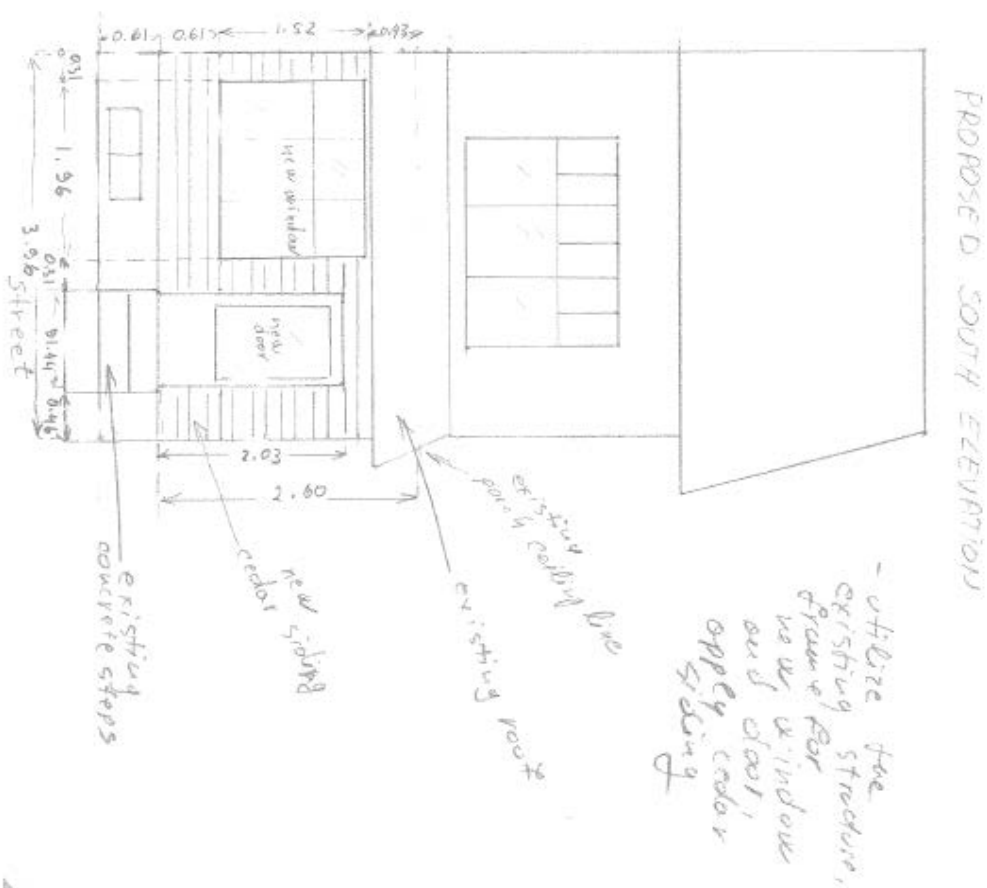 PROPOSED SOUTH ELEVATION
- utilize the
existing structure,
frame for
new window
and door,
apply cedar
siding
0.43
1.52
0.61
0.61
new window
new
door
0.31
1.96
0.31
0.46
3.96
street
2.03
2.60
existing
porch ceiling line
existing roof
new siding
cedar
existing
concrete steps